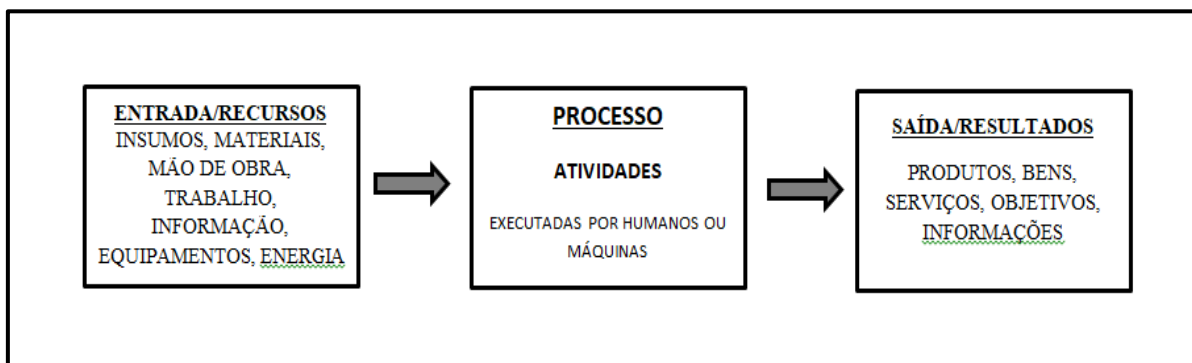 ENTRADA/RECURSOS
INSUMOS, MATERIAIS,
MÃO DE OBRA,
TRABALHO,
INFORMAÇÃO,
EQUIPAMENTOS, ENERGIA
PROCESSO
ATIVIDADES
EXECUTADAS POR HUMANOS OU
MÁQUINAS
SAÍDA/RESULTADOS
PRODUTOS, BENS,
SERVIÇOS, OBJETIVOS,
INFORMAÇÕES